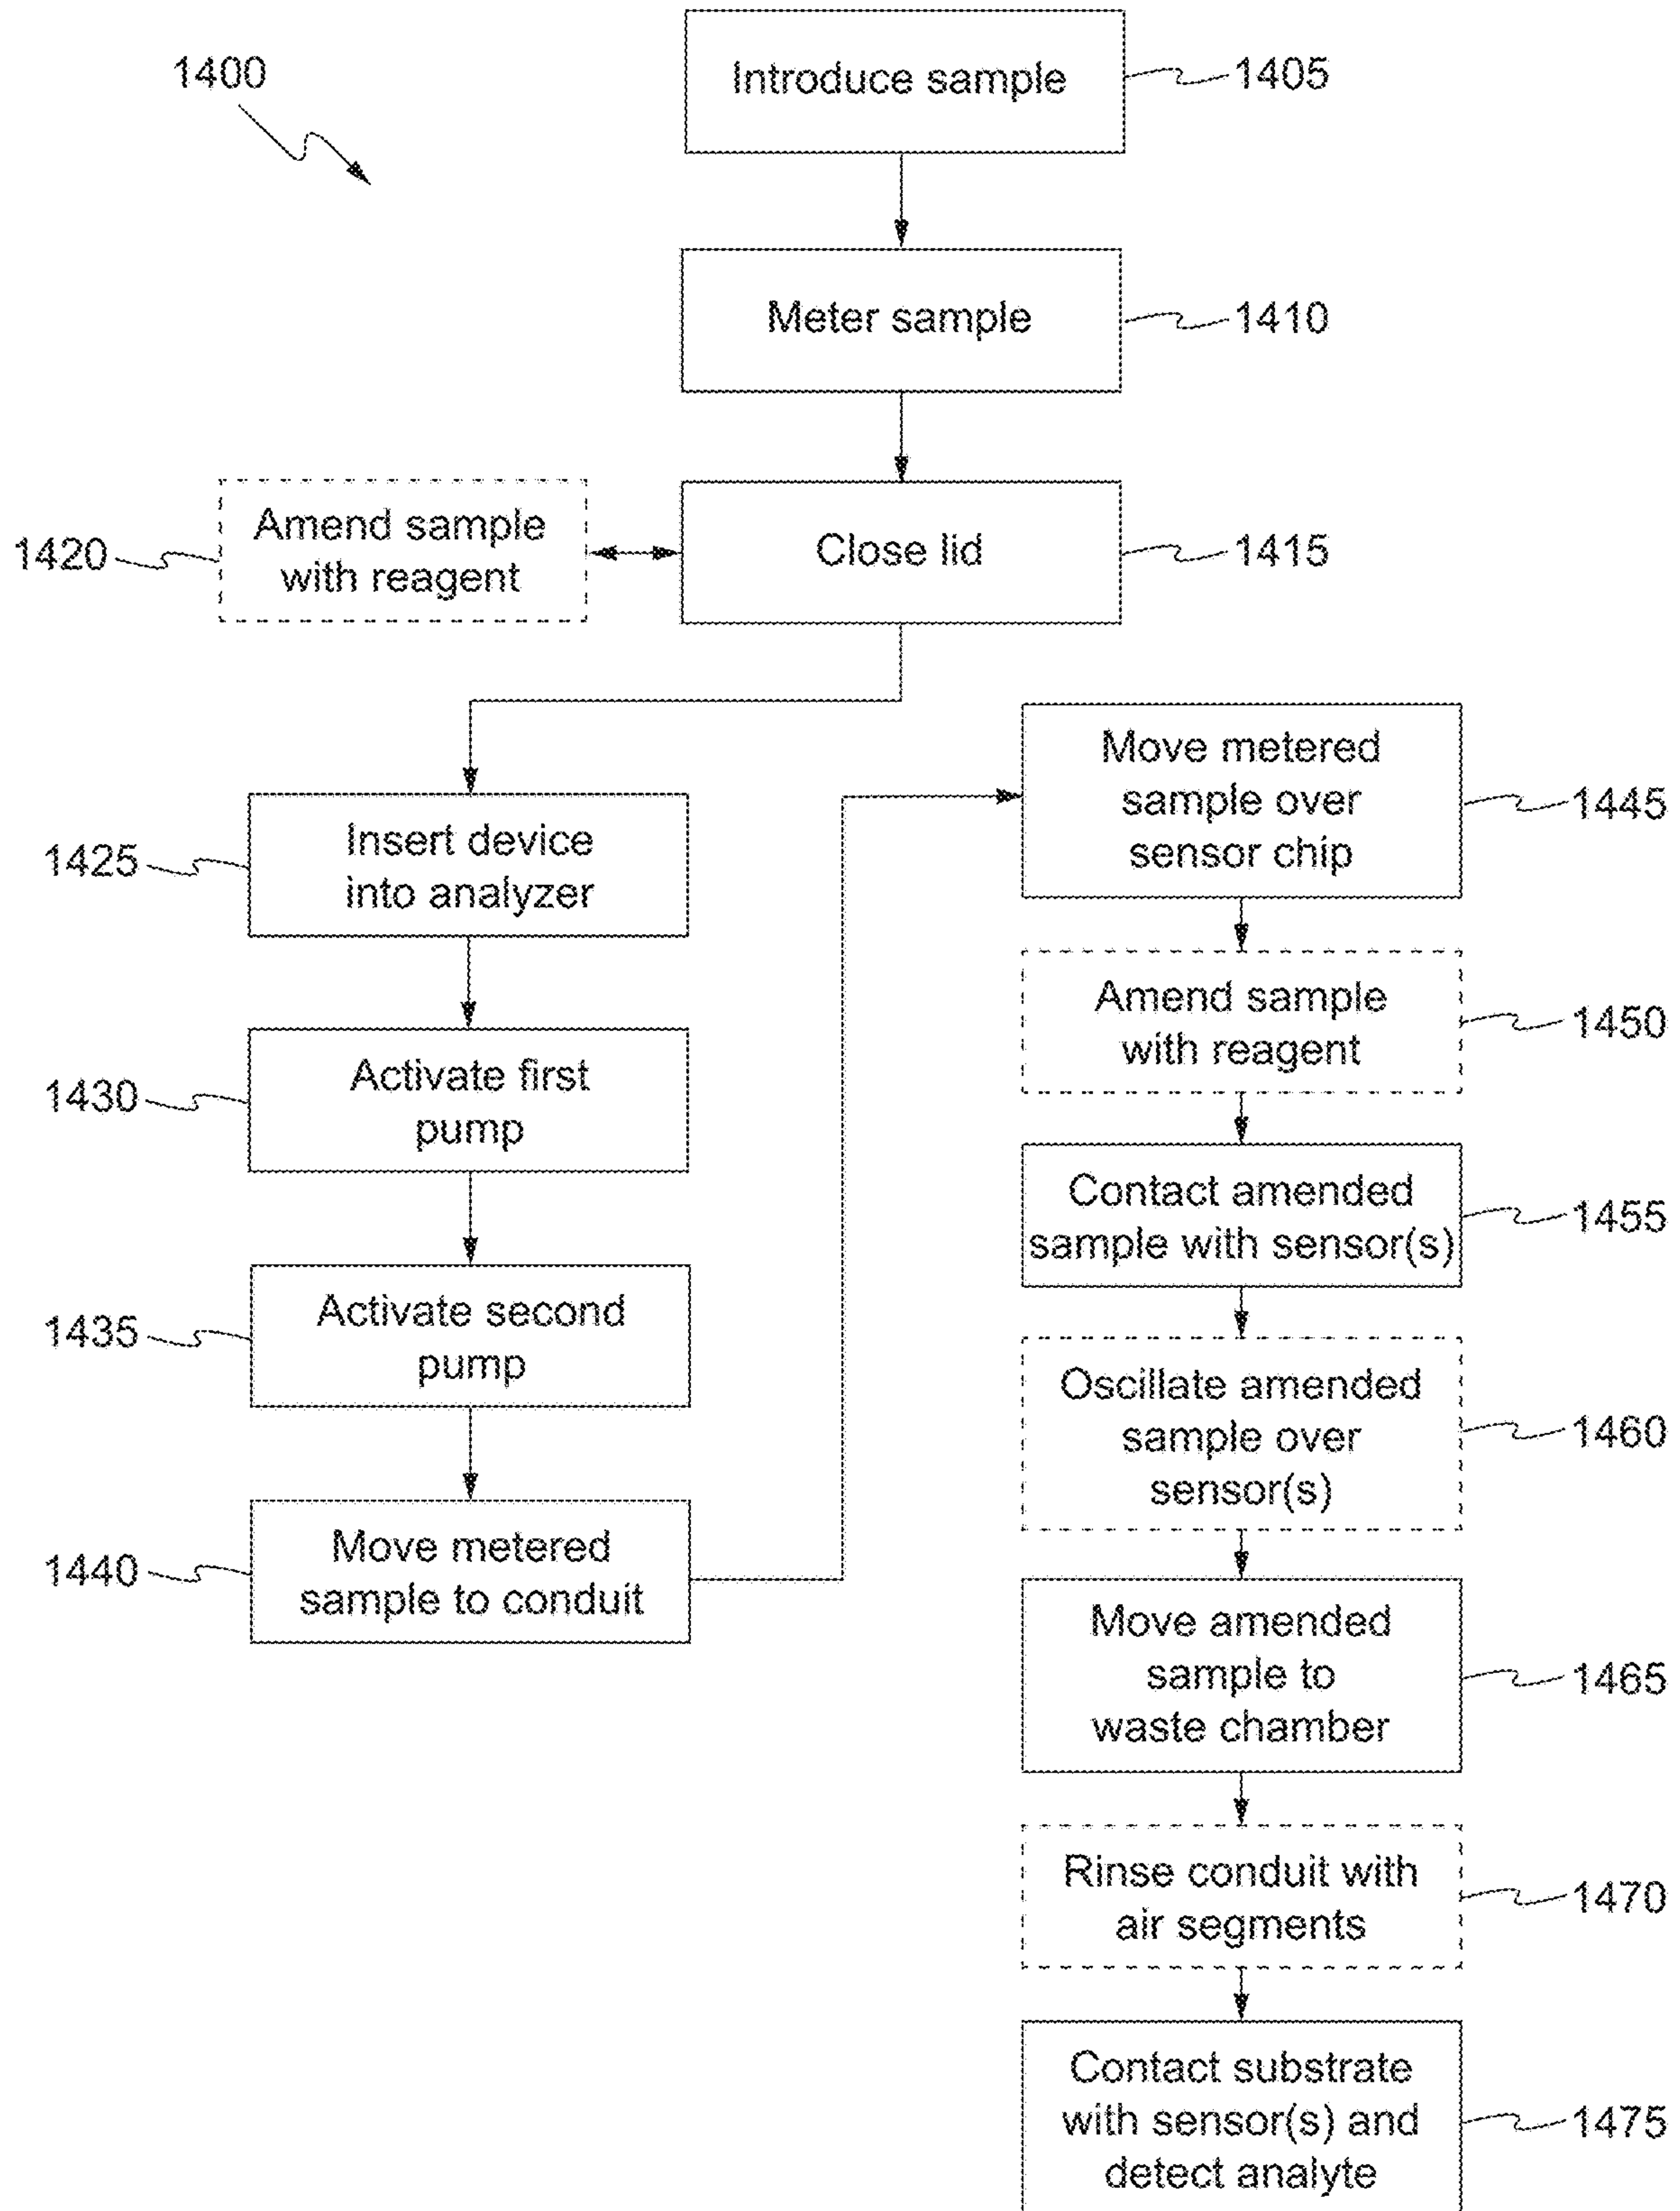 1400
Introduce sample
1405
Meter sample
1410
Close lid
1415
Amend sample
with reagent
1420
Insert device
into analyzer
1425
Activate first
pump
1430
Activate second
pump
1435
Move metered
sample to conduit
1440
Move metered
sample over
sensor chip
1445
Amend sample
with reagent
1450
Contact amended
sample with sensor(s)
1455
Oscillate amended
sample over
sensor(s)
1460
Move amended
sample to
waste chamber
1465
Rinse conduit with
air segments
1470
Contact substrate
with sensor(s) and
detect analyte
1475